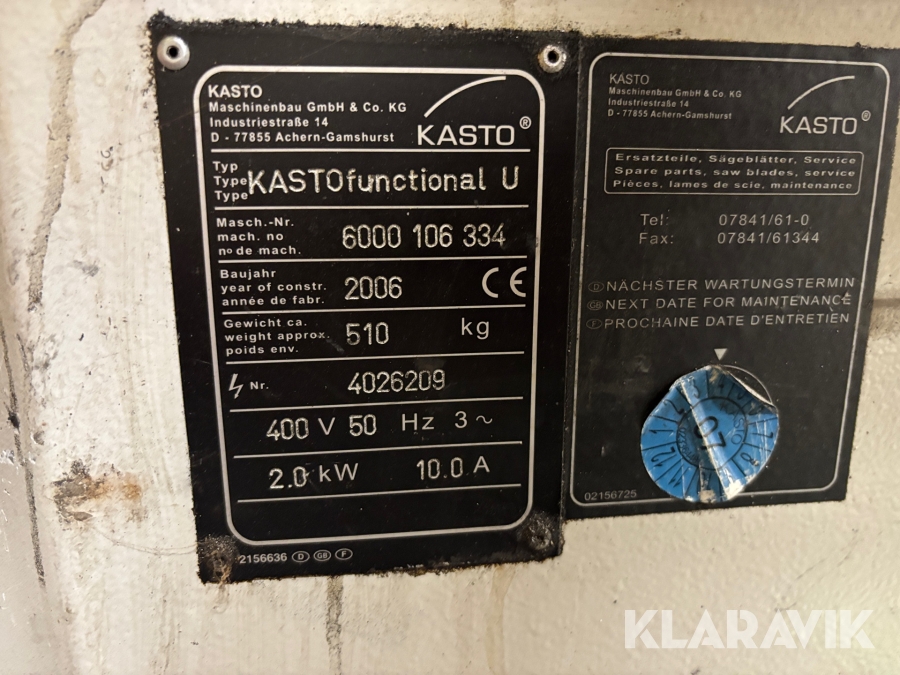 KASTO
Maschinenbau GmbH & Co. KG
Industriestraße 14
D - 77855 Achern-Gamshurst
KASTO®
Typ
Type
Type
KASTOfunctional U
Masch.-Nr.
mach. no
nº de mach.
6000 106 334
Baujahr
year of constr.
année de fabr.
2006
CE
Gewicht ca.
weight approx.
poids env.
510 kg
Nr. 4026209
400 V 50 Hz 3~
2.0 kW 10.0 A
2156636 D GB F
KASTO
Maschinenbau GmbH & Co. KG
Industriestraße 14
D - 77855 Achern-Gamshurst
KASTO®
Ersatzteile, Sägeblätter, Service
Spare parts, saw blades, service
Pièces, lames de scie, maintenance
Tel: 07841/61-0
Fax: 07841/61344
D NÄCHSTER WARTUNGSTERMIN
GB NEXT DATE FOR MAINTENANCE
F PROCHAINE DATE D'ENTRETIEN
07
02156725
KLARAVIK